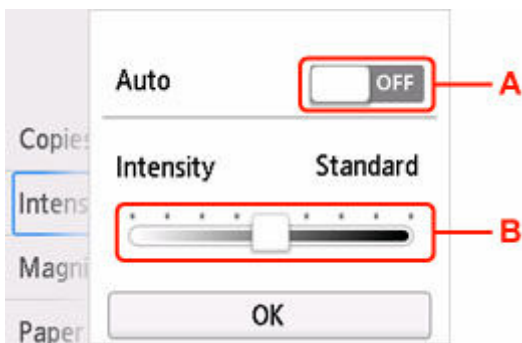 Auto
OFF
A
Copies
Intensity
Standard
Intens
B
Magni
OK
Paper